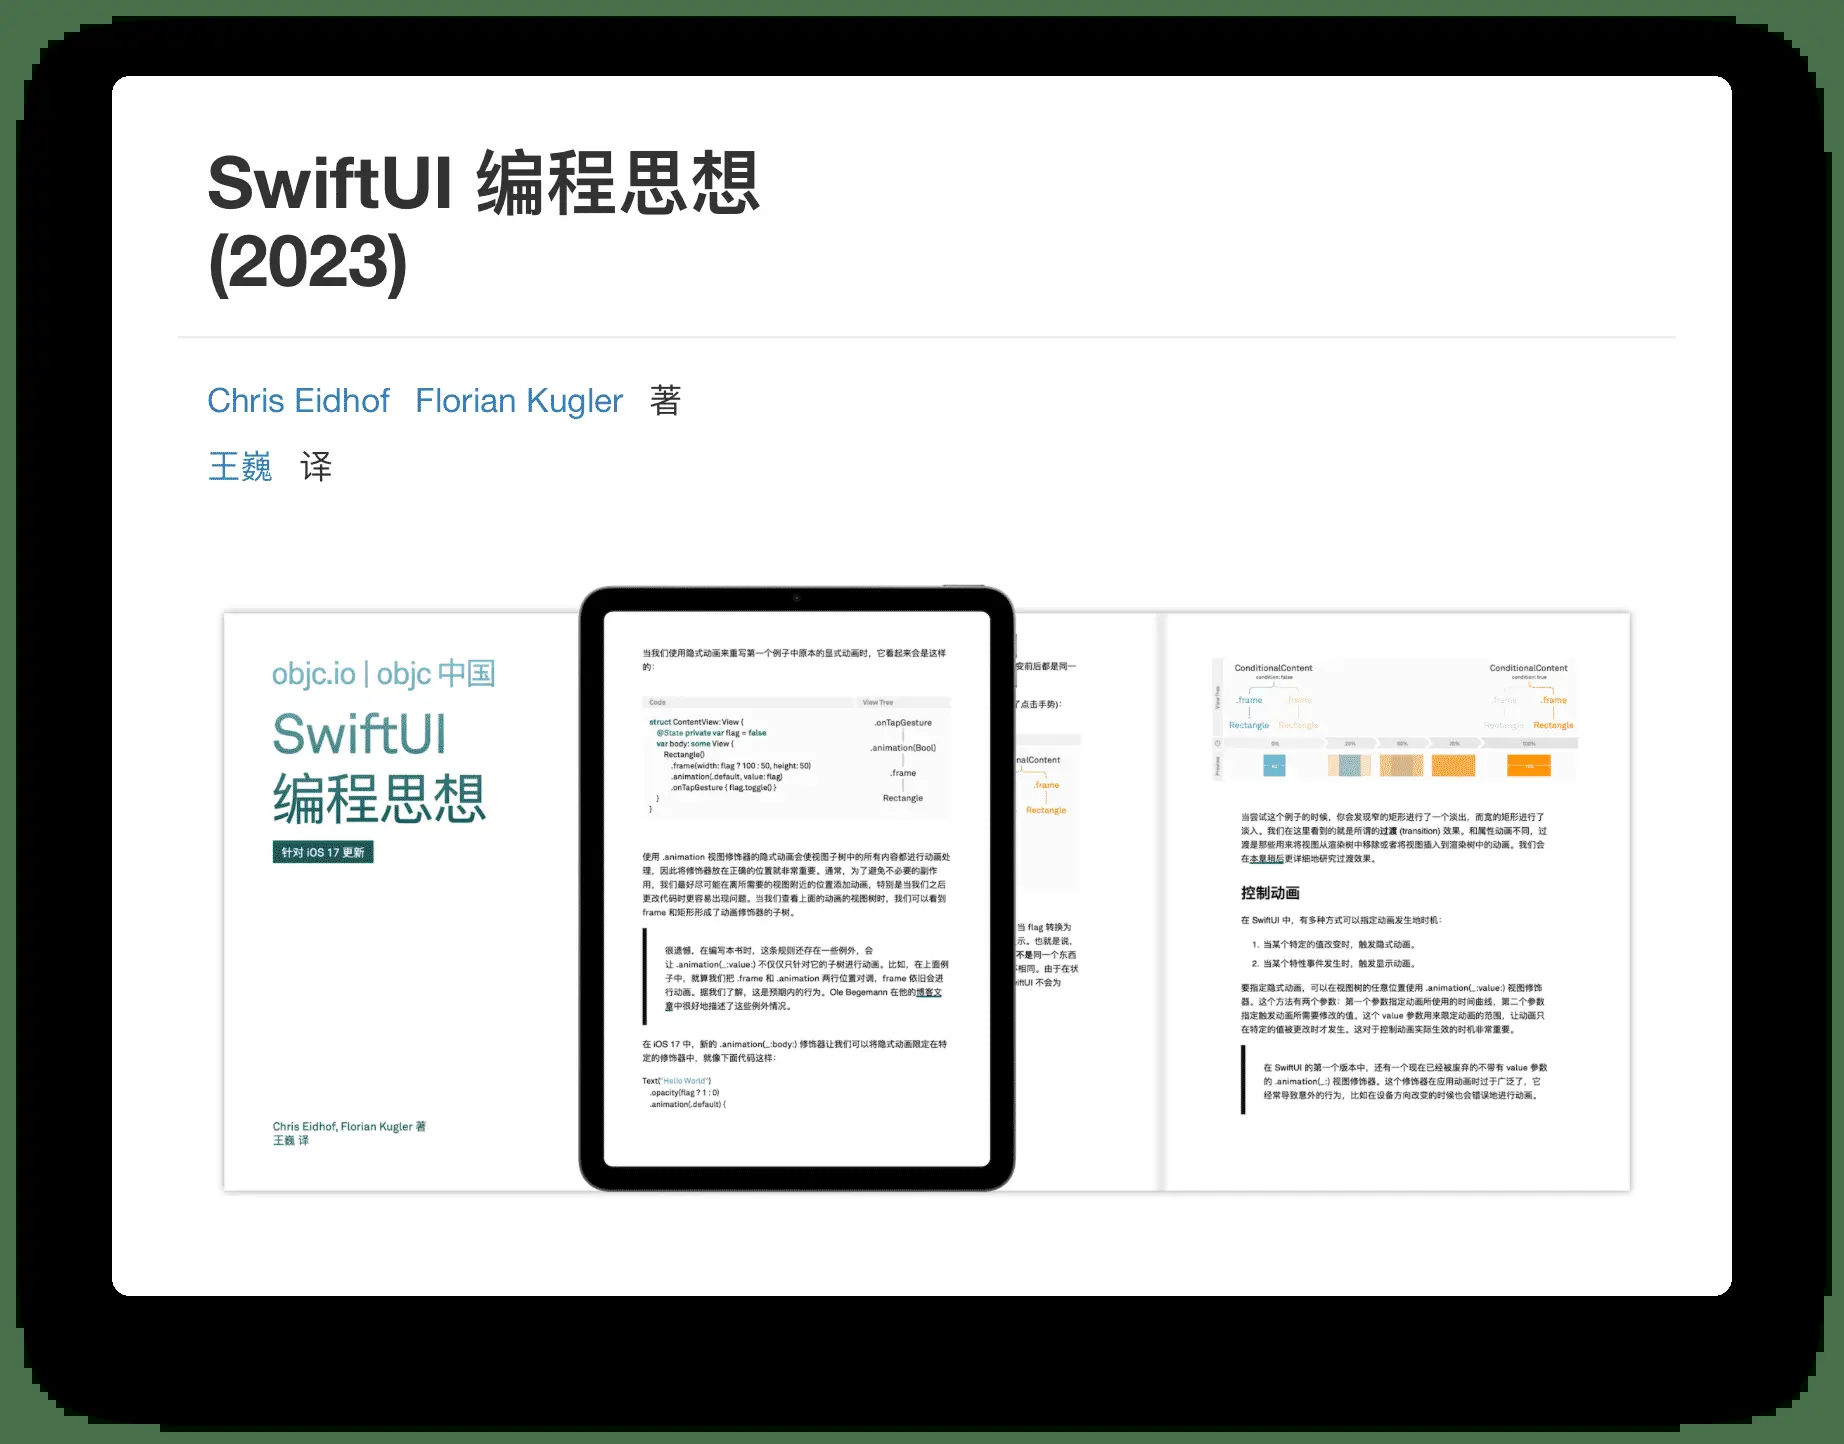 SwiftUI 编程思想
(2023)
Chris Eidhof Florian Kugler 著
王巍 译
objc.io | objc 中国
SwiftUI
编程思想
针对 iOS 17 更新
Chris Eidhof, Florian Kugler 著
王巍 译
当我们使用隐式动画来重写第一个例子中原本的显式动画时，它看起来会是这样
的：
Code
View Tree
struct ContentView: View {
@State private var flag = false
var body: some View {
Rectangle()
.frame(width: flag ? 100 : 50, height: 50)
.animation(.default, value: flag)
.onTapGesture { flag.toggle() }
}
}
.onTapGesture
.animation(Bool)
.frame
Rectangle
使用 .animation 视图修饰器的隐式动画会使视图子树中的所有内容都进行动画处
理，因此将修饰器放在正确的位置就非常重要。通常，为了避免不必要的副作
用，我们最好尽可能在离所需要的视图附近的位置添加动画，特别是当我们之后
更改代码时更容易出现问题。当我们查看上面的动画的视图树时，我们可以看到
frame 和矩形形成了动画修饰器的子树。
很遗憾，在编写本书时，这条规则还存在一些例外，会
让 .animation(_:value:) 不仅仅只针对它的子树进行动画。比如，在上面例
子中，就算我们把 .frame 和 .animation 两行位置对调，frame 依旧会进
行动画。据我们了解，这是预期内的行为。Ole Begemann 在他的博客文
章中很好地描述了这些例外情况。
在 iOS 17 中，新的 .animation(_:body:) 修饰器让我们可以将隐式动画限定在特
定的修饰器中，就像下面代码这样：
Text("Hello World")
.opacity(flag ? 1 : 0)
.animation(.default) {
变前后都是同一
了点击手势)：
nalContent
.frame
Rectangle
当 flag 转换为
示。也就是说，
不是同一个东西
相同。由于在状
iftUI 不会为
View Tree
ConditionalContent
condition: false
.frame
.frame
Rectangle
Rectangle
ConditionalContent
condition: true
.frame
.frame
Rectangle
Rectangle
0%
100%
Preview
当尝试这个例子的时候，你会发现窄的矩形进行了一个淡出，而宽的矩形进行了
淡入。我们在这里看到的就是所谓的过渡 (transition) 效果。和属性动画不同，过
渡是那些用来将视图从渲染树中移除或者将视图插入到渲染树中的动画。我们会
在本章稍后更详细地研究过渡效果。
控制动画
在 SwiftUI 中，有多种方式可以指定动画发生地时机：
1. 当某个特定的值改变时，触发隐式动画。
2. 当某个特性事件发生时，触发显示动画。
要指定隐式动画，可以在视图树的任意位置使用 .animation(_:value:) 视图修饰
器。这个方法有两个参数：第一个参数指定动画所使用的时间曲线，第二个参数
指定触发动画所需要修改的值。这个 value 参数用来限定动画的范围，让动画只
在特定的值被更改时才发生。这对于控制动画实际生效的时机非常重要。
在 SwiftUI 的第一个版本中，还有一个现在已经被废弃的不带有 value 参数
的 .animation(_:) 视图修饰器。这个修饰器在应用动画时过于广泛了，它
经常导致意外的行为，比如在设备方向改变的时候也会错误地进行动画。